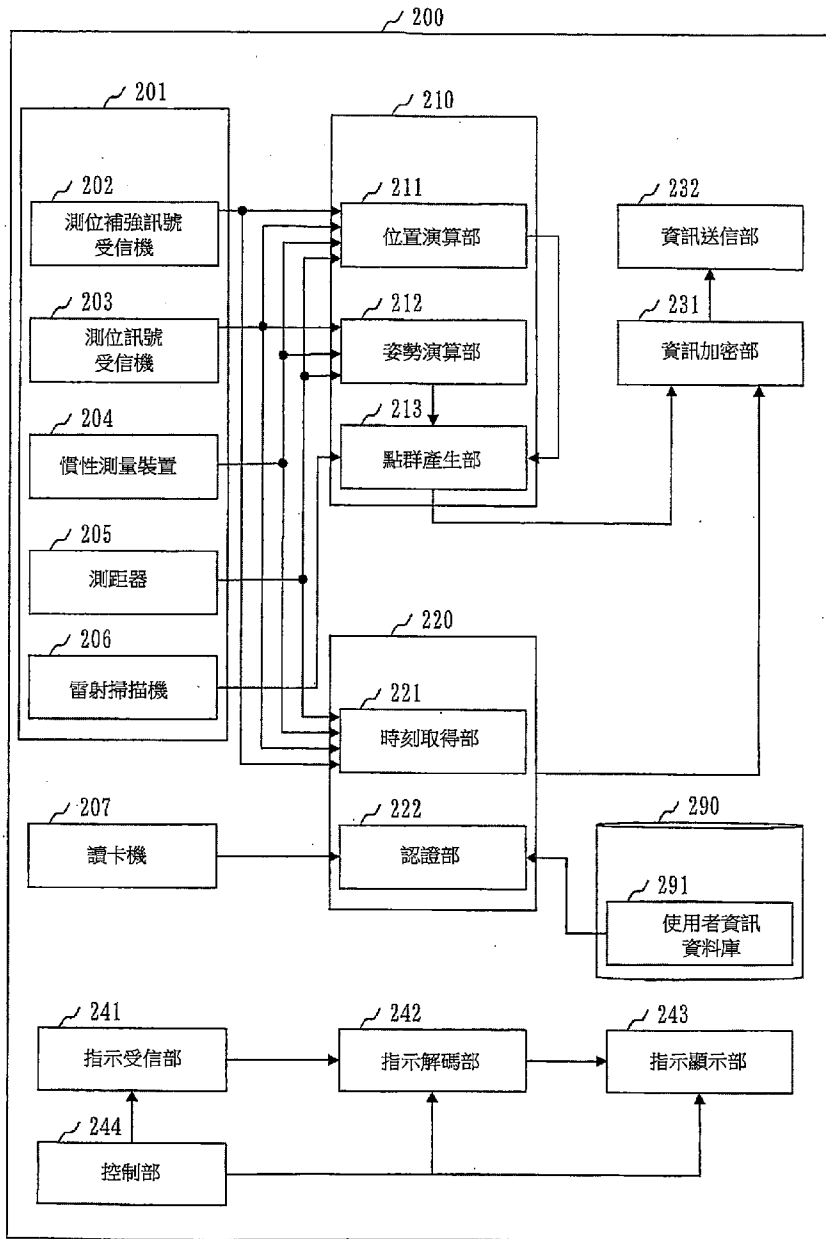 200
201
210
202
測位補強訊號
受信機
211
位置演算部
232
資訊送信部
203
測位訊號
受信機
212
姿勢演算部
231
資訊加密部
204
慣性測量裝置
213
點群產生部
205
測距器
206
雷射掃描機
220
221
時刻取得部
207
讀卡機
222
認證部
290
291
使用者資訊
資料庫
241
指示受信部
242
指示解碼部
243
指示顯示部
244
控制部